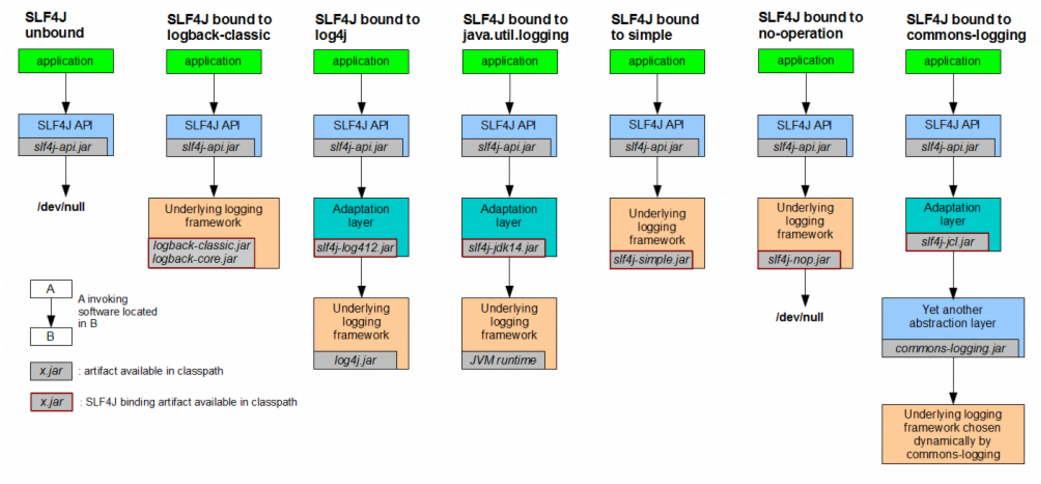 SLF4J
unbound
application
SLF4J API
slf4j-api.jar
/dev/null
SLF4J bound to
logback-classic
application
SLF4J API
slf4j-api.jar
Underlying logging
framework
logback-classic.jar
logback-core.jar
SLF4J bound to
log4j
application
SLF4J API
slf4j-api.jar
Adaptation
layer
slf4j-log412.jar
Underlying
logging
framework
log4j.jar
SLF4J bound to
java.util.logging
application
SLF4J API
slf4j-api.jar
Adaptation
layer
slf4j-jdk14.jar
Underlying
logging
framework
JVM runtime
SLF4J bound
to simple
application
SLF4J API
slf4j-api.jar
Underlying
logging
framework
slf4j-simple.jar
SLF4J bound to
no-operation
application
SLF4J API
slf4j-api.jar
Underlying
logging
framework
slf4j-nop.jar
/dev/null
SLF4J bound to
commons-logging
application
SLF4J API
slf4j-api.jar
Adaptation
layer
slf4j-jcl.jar
Yet another
abstraction layer
commons-logging.jar
Underlying logging
framework chosen
dynamically by
commons-logging
A
B
A invoking
software located
in B
x.jar : artifact available in classpath
x.jar : SLF4J binding artifact available in classpath